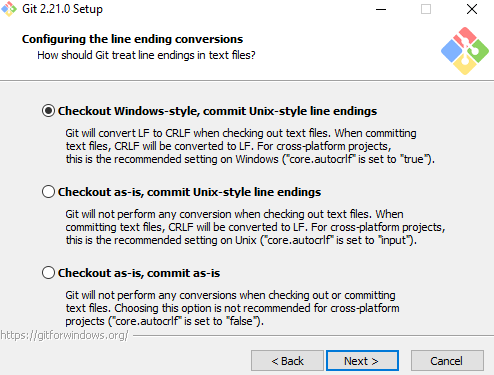 Git 2.21.0 Setup
Configuring the line ending conversions
How should Git treat line endings in text files?
Checkout Windows-style, commit Unix-style line endings
Git will convert LF to CRLF when checking out text files. When committing
text files, CRLF will be converted to LF. For cross-platform projects,
this is the recommended setting on Windows ("core.autocrlf" is set to "true").
Checkout as-is, commit Unix-style line endings
Git will not perform any conversion when checking out text files. When
committing text files, CRLF will be converted to LF. For cross-platform projects,
this is the recommended setting on Unix ("core.autocrlf" is set to "input").
Checkout as-is, commit as-is
Git will not perform any conversions when checking out or committing
text files. Choosing this option is not recommended for cross-platform
projects ("core.autocrlf" is set to "false").
https://gitforwindows.org/
< Back
Next >
Cancel